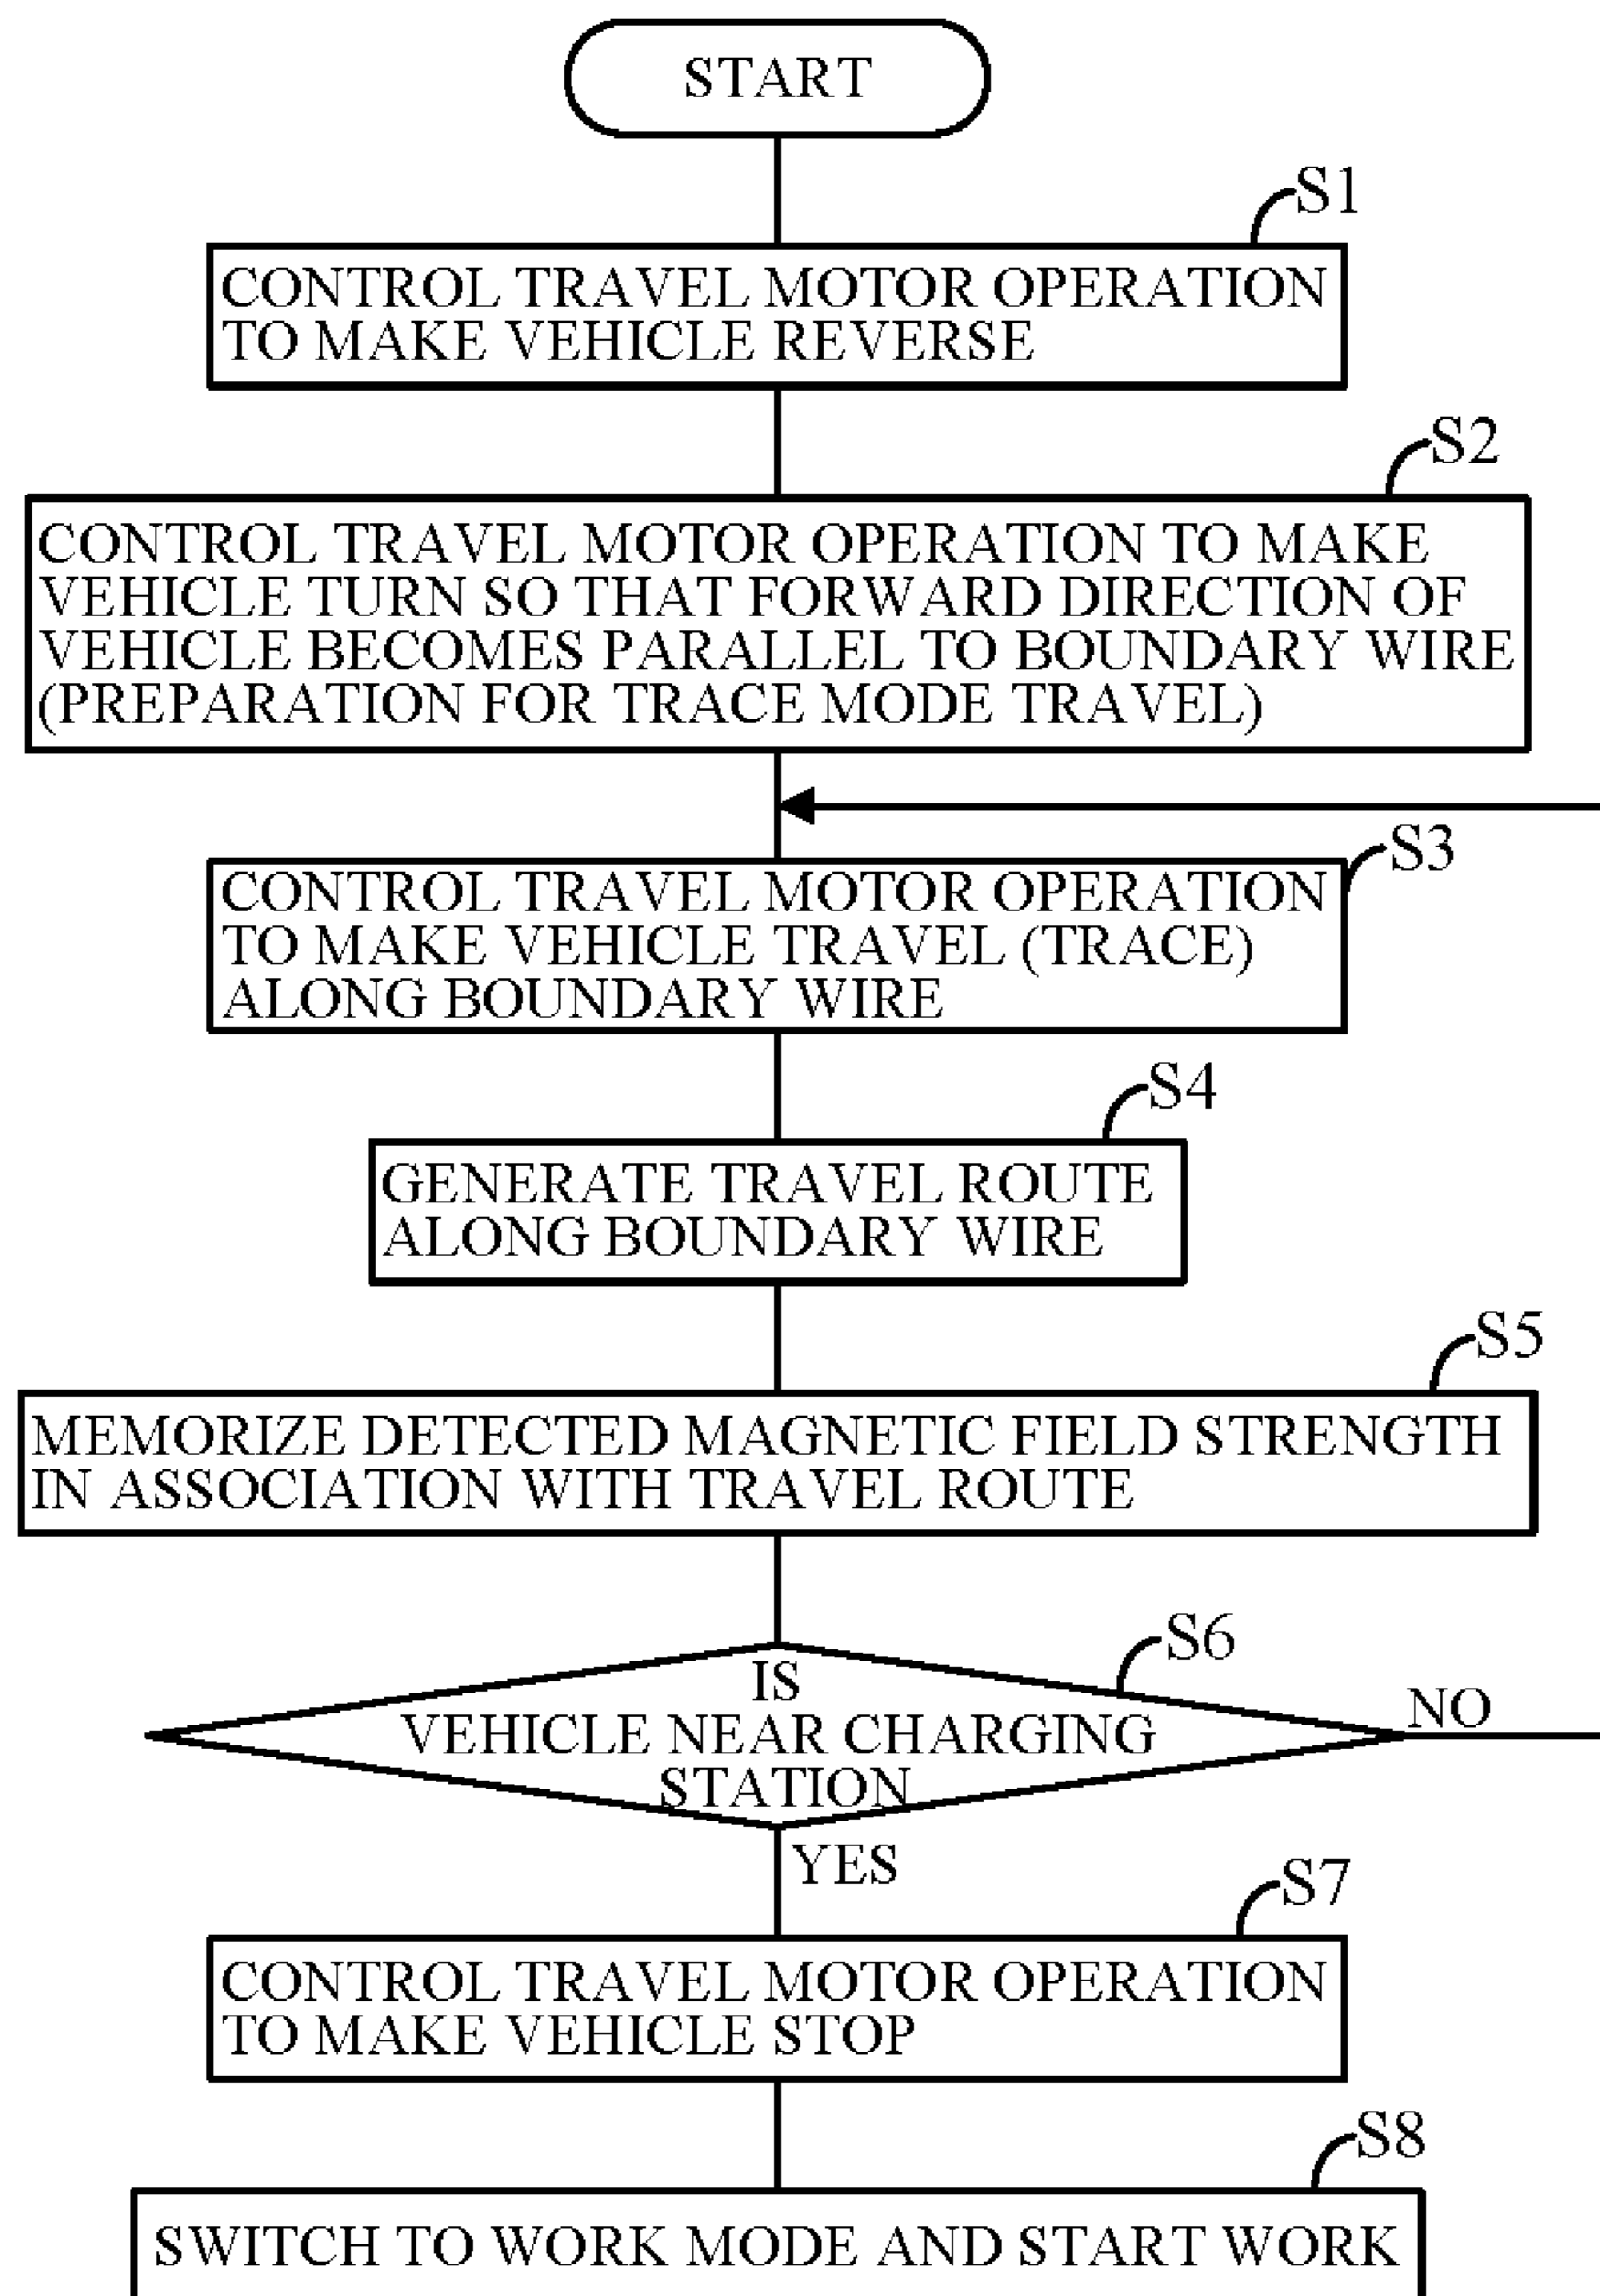 START
S1
CONTROL TRAVEL MOTOR OPERATION
TO MAKE VEHICLE REVERSE
S2
CONTROL TRAVEL MOTOR OPERATION TO MAKE
VEHICLE TURN SO THAT FORWARD DIRECTION OF
VEHICLE BECOMES PARALLEL TO BOUNDARY WIRE
(PREPARATION FOR TRACE MODE TRAVEL)
S3
CONTROL TRAVEL MOTOR OPERATION
TO MAKE VEHICLE TRAVEL (TRACE)
ALONG BOUNDARY WIRE
S4
GENERATE TRAVEL ROUTE
ALONG BOUNDARY WIRE
S5
MEMORIZE DETECTED MAGNETIC FIELD STRENGTH
IN ASSOCIATION WITH TRAVEL ROUTE
S6
IS
VEHICLE NEAR CHARGING
STATION
NO
YES
S7
CONTROL TRAVEL MOTOR OPERATION
TO MAKE VEHICLE STOP
S8
SWITCH TO WORK MODE AND START WORK